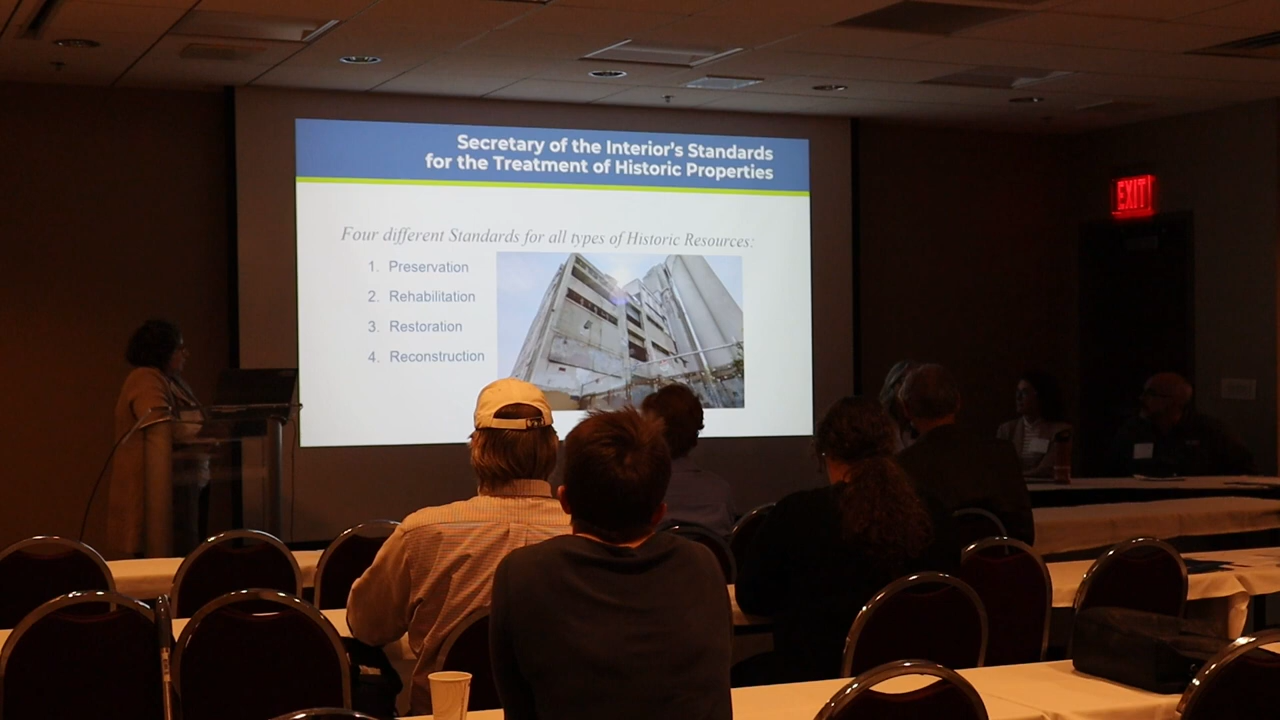 Secretary of the Interior's Standards
for the Treatment of Historic Properties
Four different Standards for all types of Historic Resources:
1. Preservation
2. Rehabilitation
3. Restoration
4. Reconstruction
EXIT